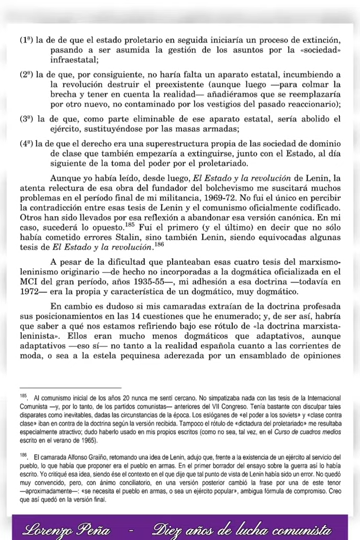 (1ª) la de de que el estado proletario en seguida iniciaría un proceso de extinción,
pasando a ser asumida la gestión de los asuntos por la «sociedad»
infraestatal;
(2ª) la de que, por consiguiente, no haría falta un aparato estatal, incumbiendo a
la revolución destruir el preexistente (aunque luego —para colmar la
brecha y tener en cuenta la realidad— añadiéramos que se reemplazaría
por otro nuevo, no contaminado por los vestigios del pasado reaccionario);
(3ª) la de que, como parte eliminable de ese aparato estatal, sería abolido el
ejército, sustituyéndose por las masas armadas;
(4ª) la de que el derecho era una superestructura propia de las sociedad de dominio
de clase que también empezaría a extinguirse, junto con el Estado, al día
siguiente de la toma del poder por el proletariado.
Aunque yo había leído, desde luego, El Estado y la revolución de Lenin, la
atenta relectura de esa obra del fundador del bolchevismo me suscitará muchos
problemas en el período final de mi militancia, 1969-72. No fui el único en percibir
la contradicción entre esas tesis de Lenin y el comunismo oficialmente codificado.
Otros han sido llevados por esa reflexión a abandonar esa versión canónica. En mi
caso, sucederá lo opuesto.185 Fui el primero (y el último) en decir que no sólo
había cometido errores Stalin, sino también Lenin, siendo equivocadas algunas
tesis de El Estado y la revolución.186
A pesar de la dificultad que planteaban esas cuatro tesis del marxismo-
leninismo originario —de hecho no incorporadas a la dogmática oficializada en el
MCI del gran período, años 1935-55—, mi adhesión a esa doctrina —todavía en
1972— era la propia y característica de un dogmático, muy dogmático.
En cambio es dudoso si mis camaradas extraían de la doctrina profesada
sus posicionamientos en las 14 cuestiones que he enumerado; y, de ser así, habría
que saber a qué nos estamos refiriendo bajo ese rótulo de «la doctrina marxista-
leninista». Ellos eran mucho menos dogmáticos que adaptativos, aunque
adaptativos —eso sí— no tanto a la realidad española cuanto a las corrientes de
moda, o sea a la estela pequinesa aderezada por un ensamblado de opiniones
185. Al comunismo inicial de los años 20 nunca me sentí cercano. No simpatizaba nada con las tesis de la Internacional
Comunista —y, por lo tanto, de los partidos comunistas— anteriores del VII Congreso. Tenía bastante con disculpar tales
disparates como inevitables, dadas las circunstancias de la época. Los eslóganes de «el poder a los soviets» y «clase contra
clase» iban en contra de la doctrina según la versión recibida. Tampoco el rótulo de «dictadura del proletariado» me resultaba
especialmente atractivo; dudo haberlo usado en mis propios escritos (como no sea, tal vez, en el Curso de cuadros medios
escrito en el verano de 1965).
186. El camarada Alfonso Graíño, retomando una idea de Lenin, adujo que, frente a la existencia de un ejército al servicio del
pueblo, lo que había que proponer era el pueblo en armas. En el primer borrador del ensayo sobre la guerra así lo había
escrito. Yo critiqué esa idea, siendo ése el contexto en el que dije que tal punto de vista de Lenin había sido un error. No quedó
muy convencido, pero, con ánimo conciliatorio, en una versión posterior cambió la frase por una de este tenor
—aproximadamente—: «se necesita el pueblo en armas, o sea un ejército popular», ambigua fórmula de compromiso. Creo
que así quedó en la versión final.
Lorenzo Peña - Diez años de lucha comunista